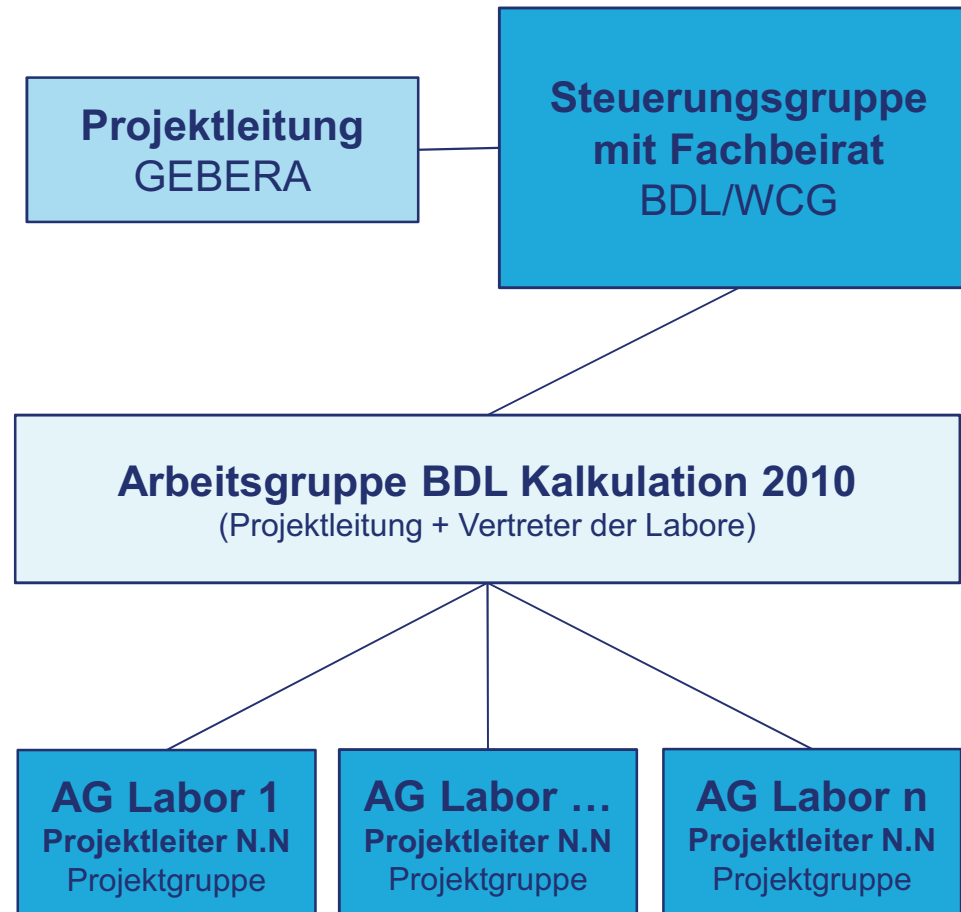 Projektleitung
GEBERA
Steuerungsgruppe
mit Fachbeirat
BDL/WCG
Arbeitsgruppe BDL Kalkulation 2010
(Projektleitung + Vertreter der Labore)
AG Labor 1
Projektleiter N.N
Projektgruppe
AG Labor …
Projektleiter N.N
Projektgruppe
AG Labor n
Projektleiter N.N
Projektgruppe